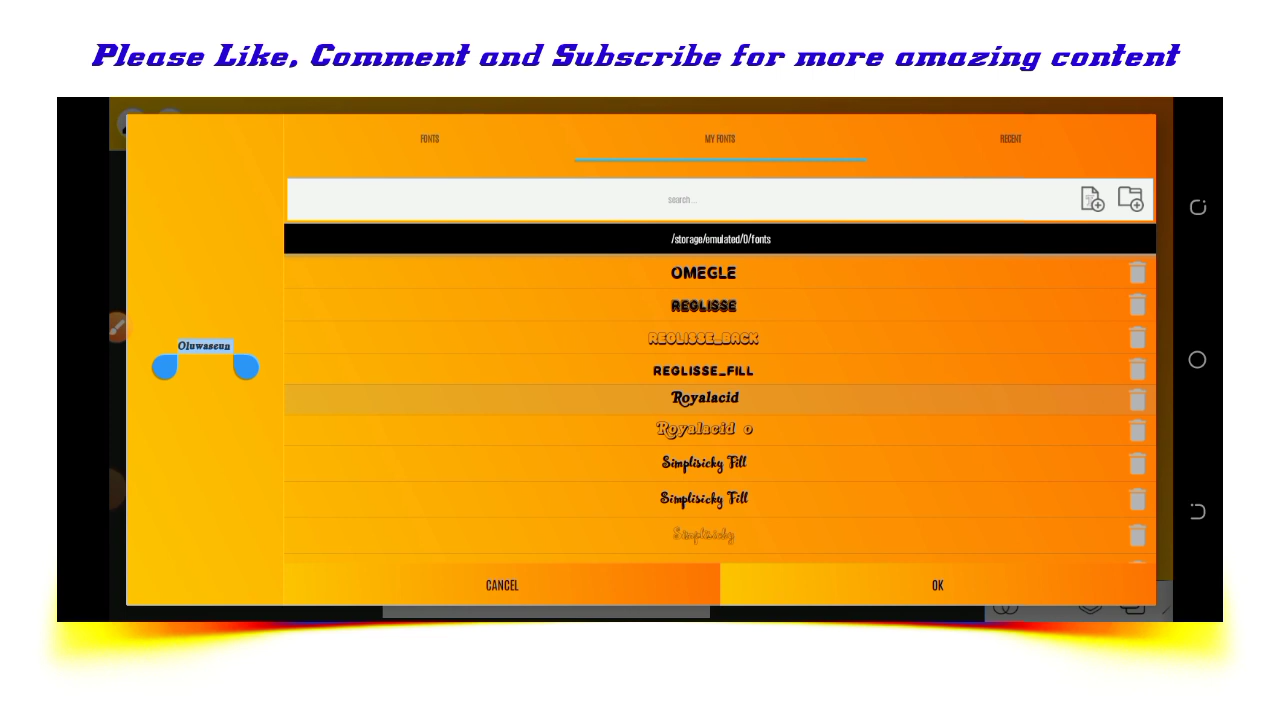 Please Like, Comment and Subscribe for more amazing content
FONTS
MY FONTS
RECENT
search...
/storage/emulated/0/fonts
OMEGLE
REGLISSE
REGLISSE_BACK
REGLISSE_FILL
Royalacid
Royalacid o
Simplisicky Fill
Simplisicky Fill
Simplisicky
Oluwaseun
CANCEL
OK